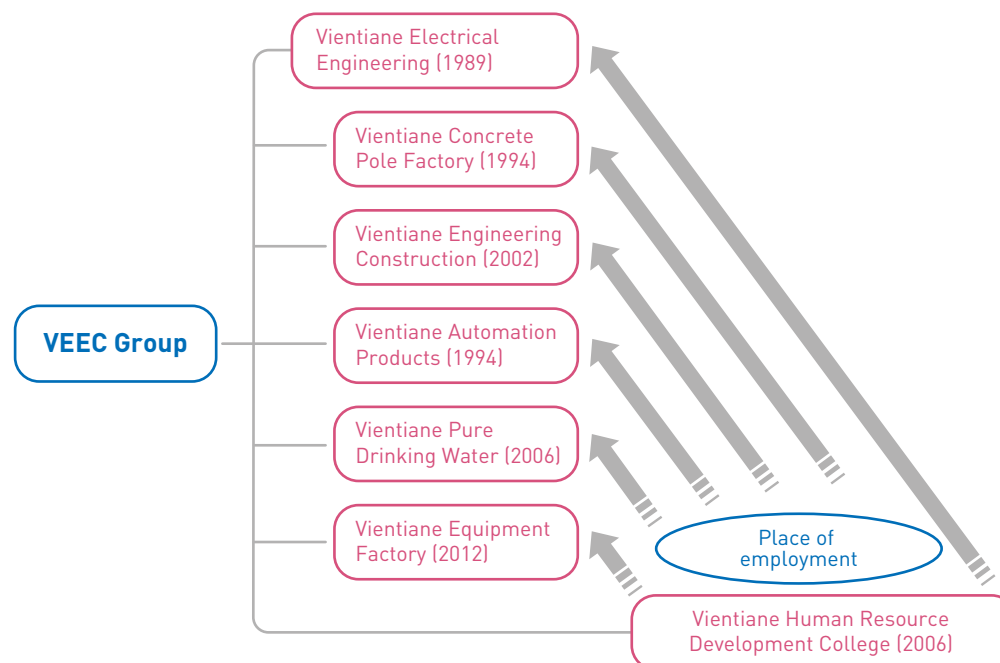 Vientiane Electrical
Engineering (1989)
Vientiane Concrete
Pole Factory (1994)
Vientiane Engineering
Construction (2002)
VEEC Group
Vientiane Automation
Products (1994)
Vientiane Pure
Drinking Water (2006)
Vientiane Equipment
Factory (2012)
Place of
employment
Vientiane Human Resource
Development College (2006)